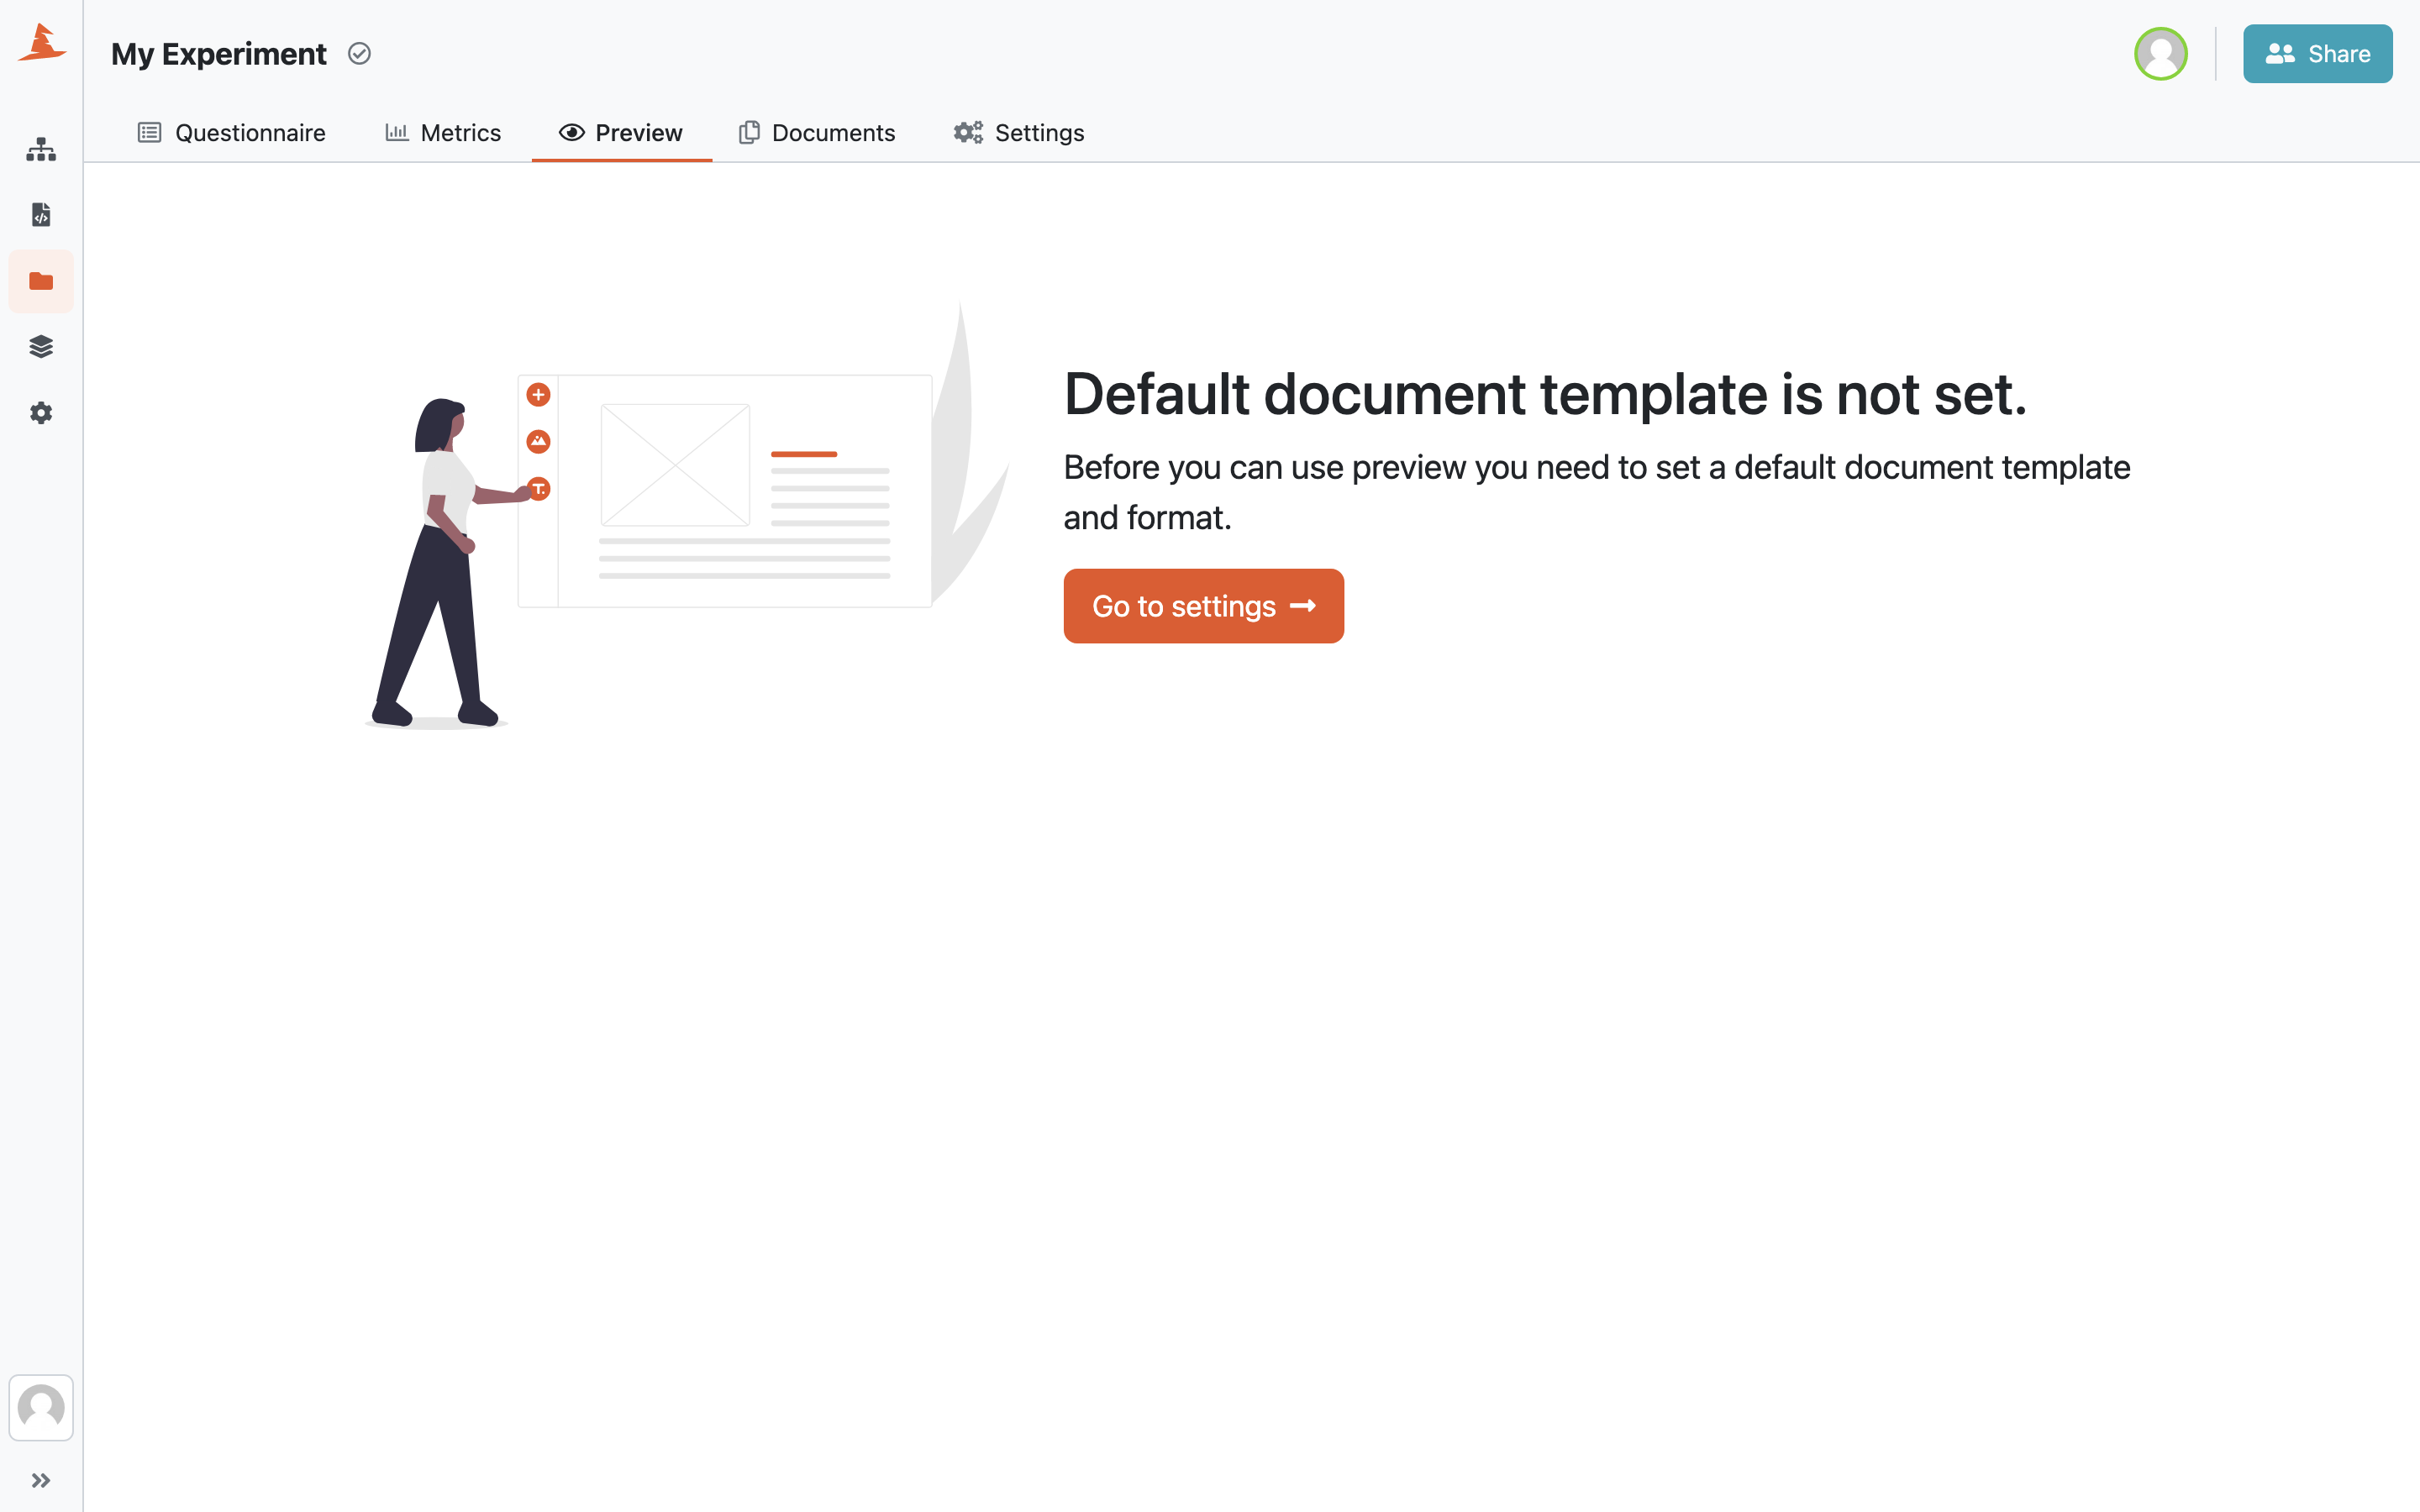 My Experiment
Share
Questionnaire
Metrics
Preview
Documents
Settings
Default document template is not set.
Before you can use preview you need to set a default document template
and format.
Go to settings
T.